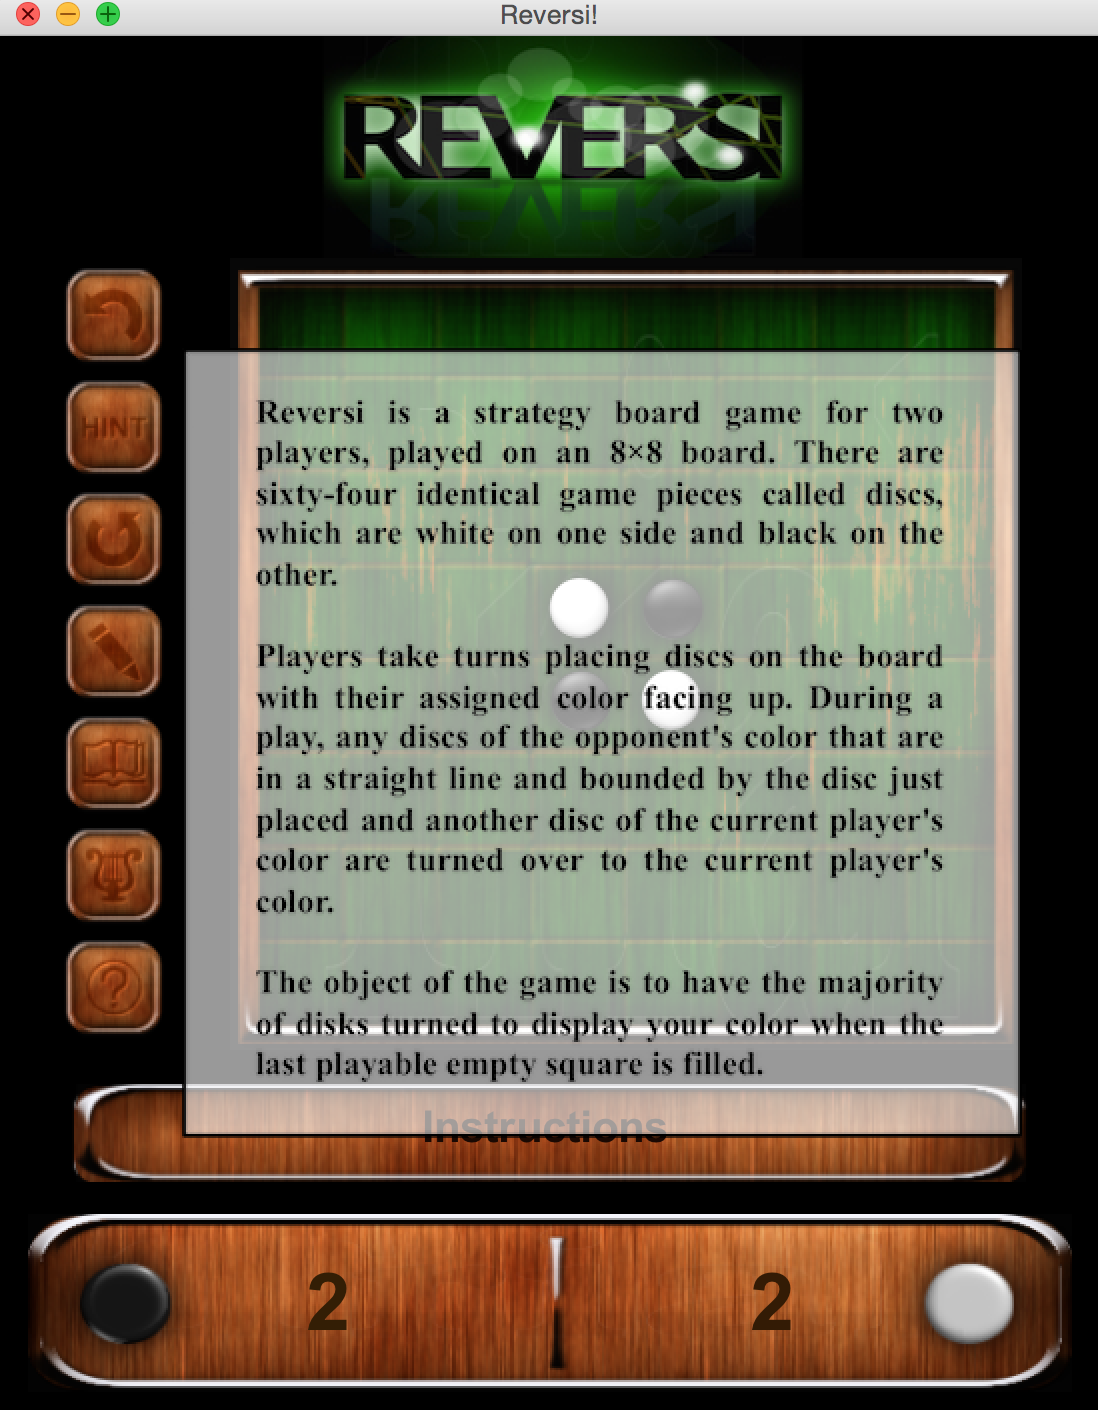 Reversi!
REVERSI
HINT
Reversi is a strategy board game for two
players, played on an 8×8 board. There are
sixty-four identical game pieces called discs,
which are white on one side and black on the
other.
Players take turns placing discs on the board
with their assigned color facing up. During a
play, any discs of the opponent's color that are
in a straight line and bounded by the disc just
placed and another disc of the current player's
color are turned over to the current player's
color.
The object of the game is to have the majority
of disks turned to display your color when the
last playable empty square is filled.
Instructions
2 2